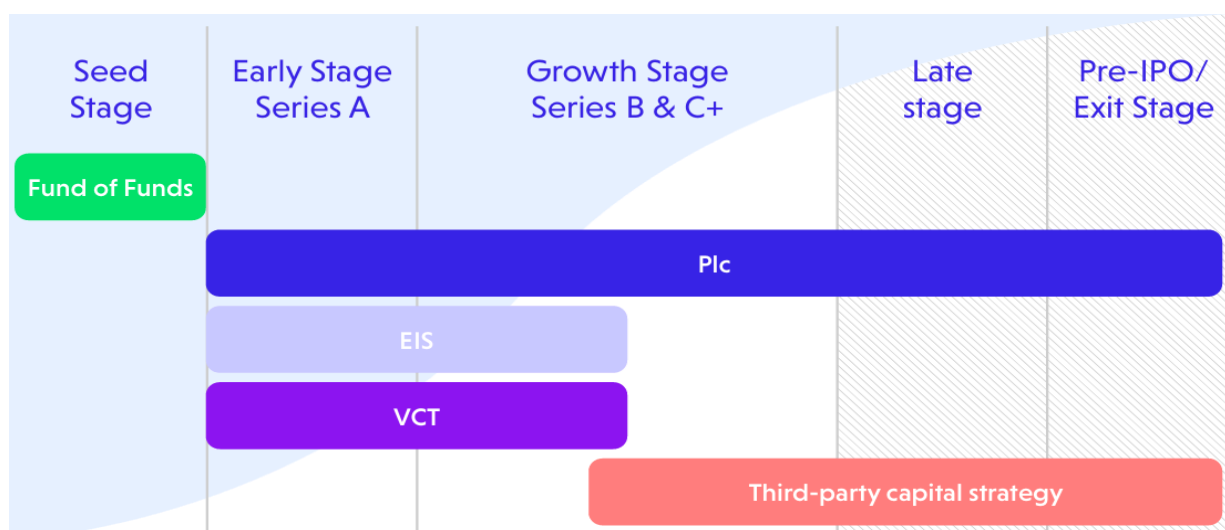 Seed
Stage
Early Stage
Series A
Growth Stage
Series B & C+
Late
stage
Pre-IPO/
Exit Stage
Fund of Funds
Plc
EIS
VCT
Third-party capital strategy